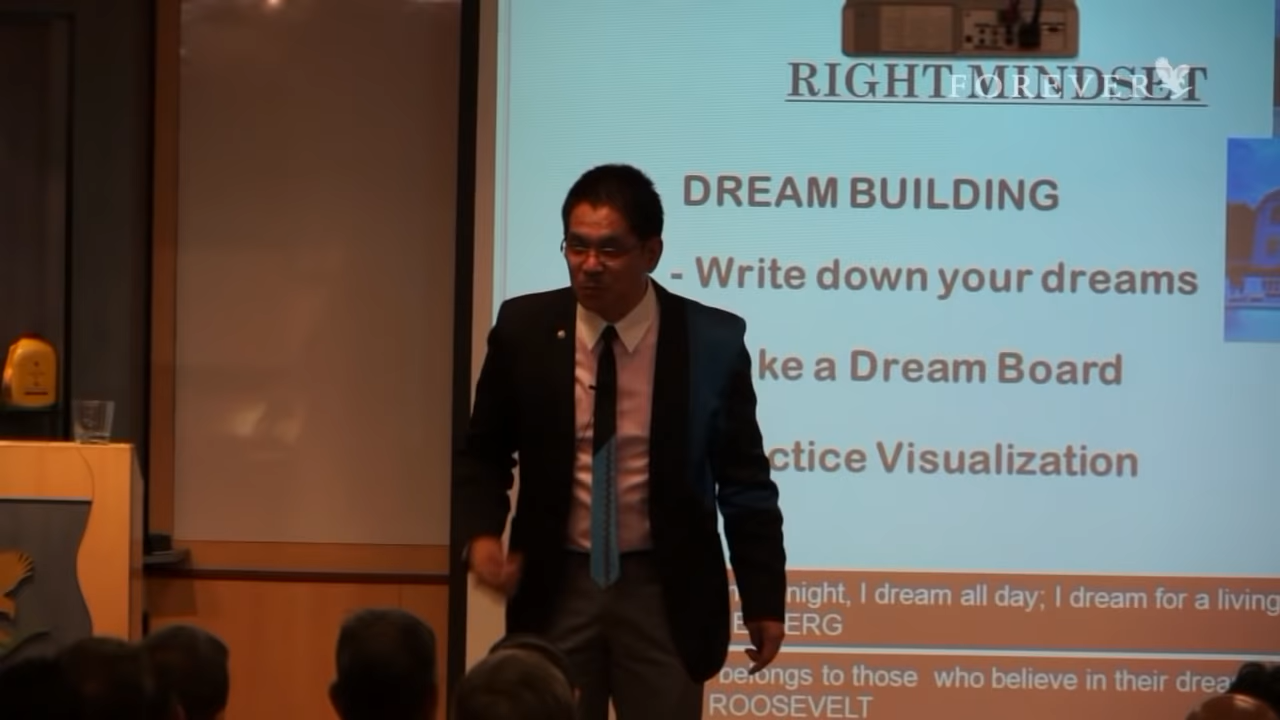 RIGHT MINDSET
FOREVER
DREAM BUILDING
- Write down your dreams
ke a Dream Board
ctice Visualization
night, I dream all day; I dream for a living
ERG
belongs to those who believe in their drea
ROOSEVELT